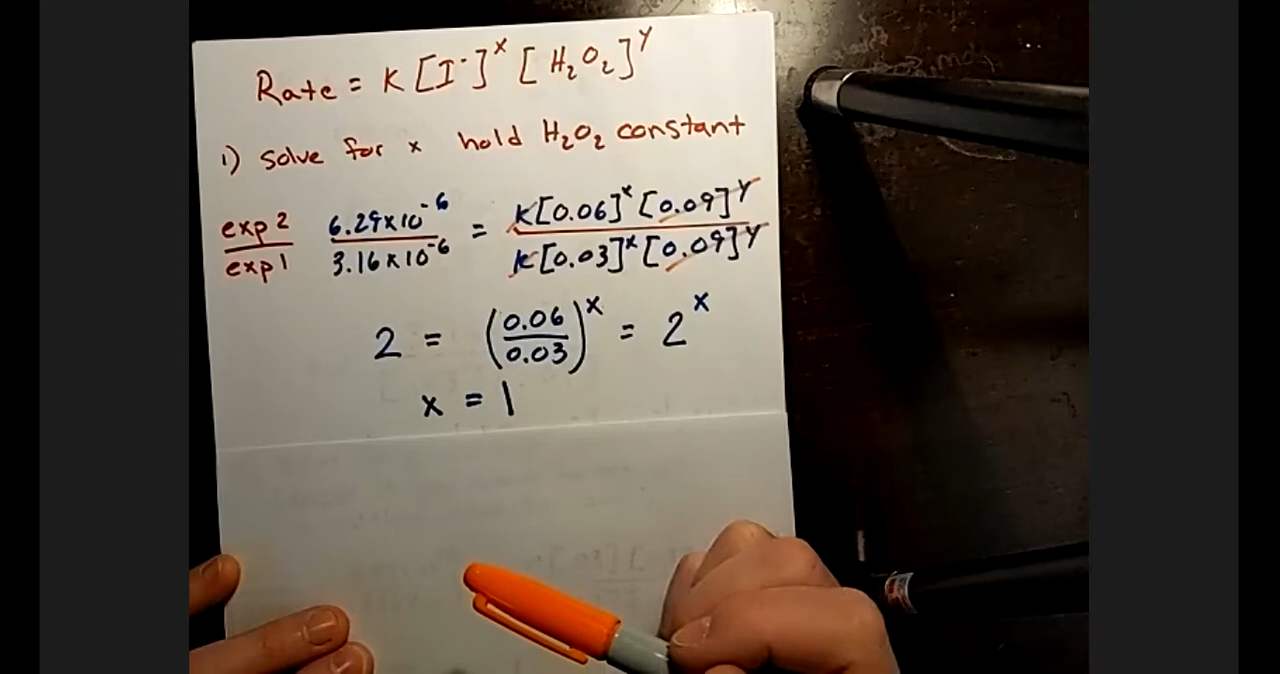 Rate = K [I⁻]ˣ [H₂O₂]ʸ
1) solve for x hold H₂O₂ constant
exp 2 / exp 1   6.29x10⁻⁶ / 3.16x10⁻⁶ = K[0.06]ˣ[0.09]ʸ / K[0.03]ˣ[0.09]ʸ
2 = (0.06 / 0.03)ˣ = 2ˣ
x = 1